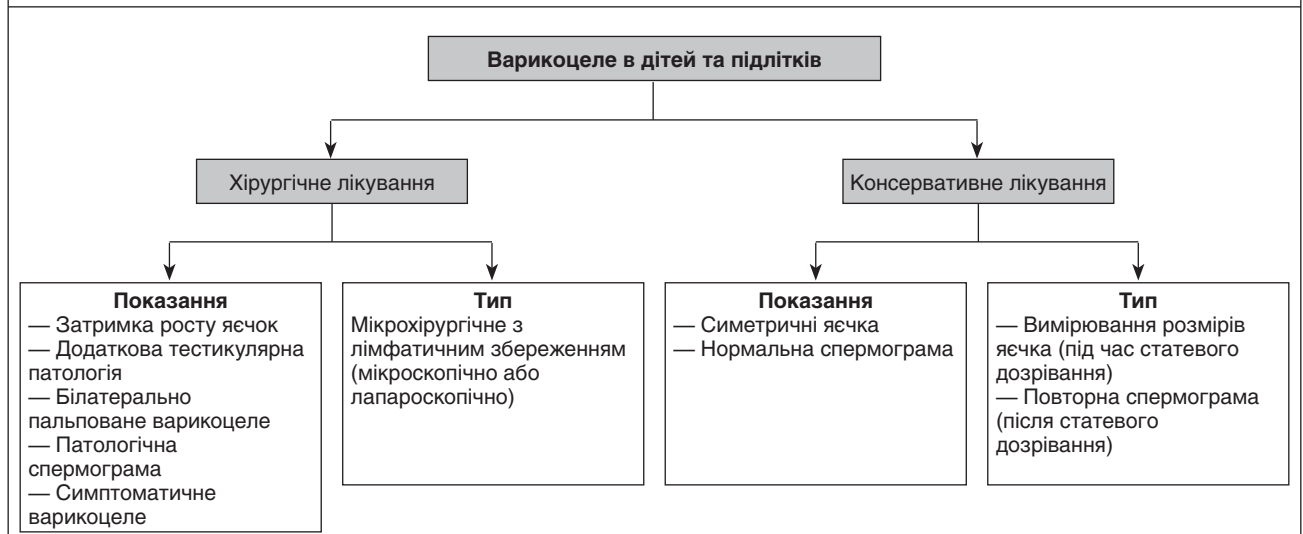 Варикоцеле в дітей та підлітків
Хірургічне лікування
Консервативне лікування
Показання
— Затримка росту яєчок
— Додаткова тестикулярна
патологія
— Білатерально
пальповане варикоцеле
— Патологічна
спермограма
— Симптоматичне
варикоцеле
Тип
Мікрохірургічне з
лімфатичним збереженням
(мікроскопічно або
лапароскопічно)
Показання
— Симетричні яєчка
— Нормальна спермограма
Тип
— Вимірювання розмірів
яєчка (під час статевого
дозрівання)
— Повторна спермограма
(після статевого
дозрівання)